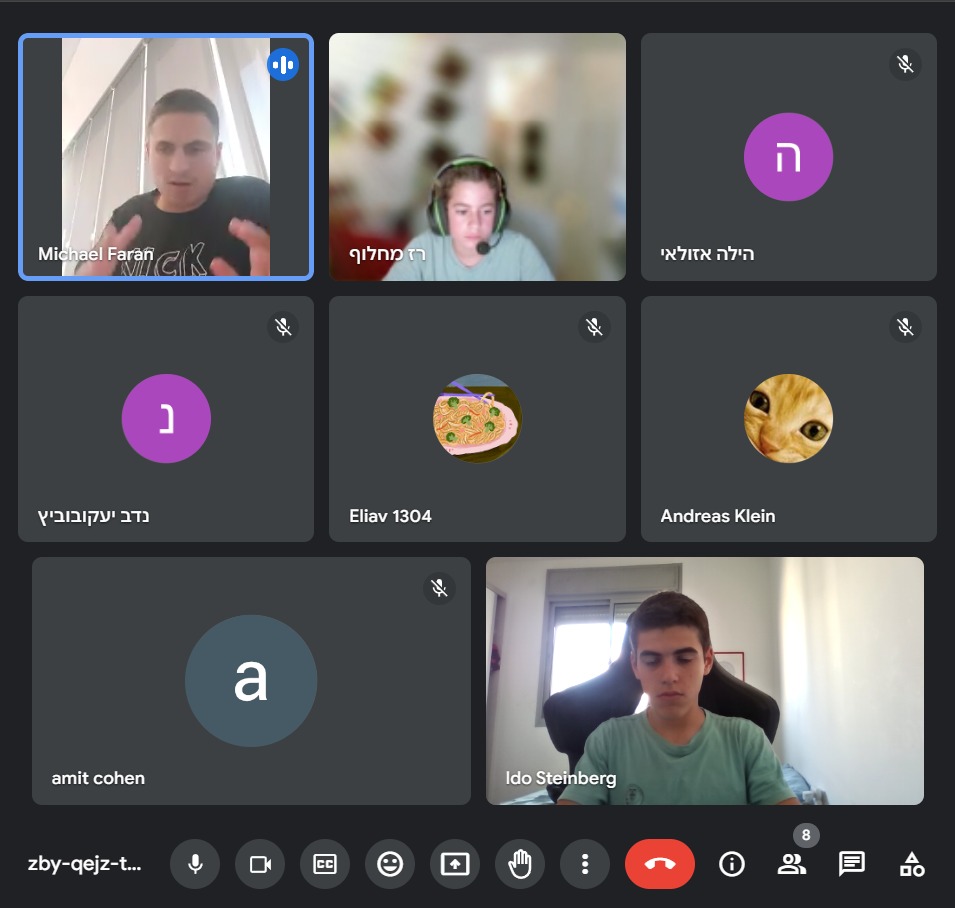 Michael Faran
רז מחלוף
ה
הילה אזולאי
נ
נדב יעקובוביץ
Eliav 1304
Andreas Klein
a
amit cohen
Ido Steinberg
8
zby-qejz-t...
CC